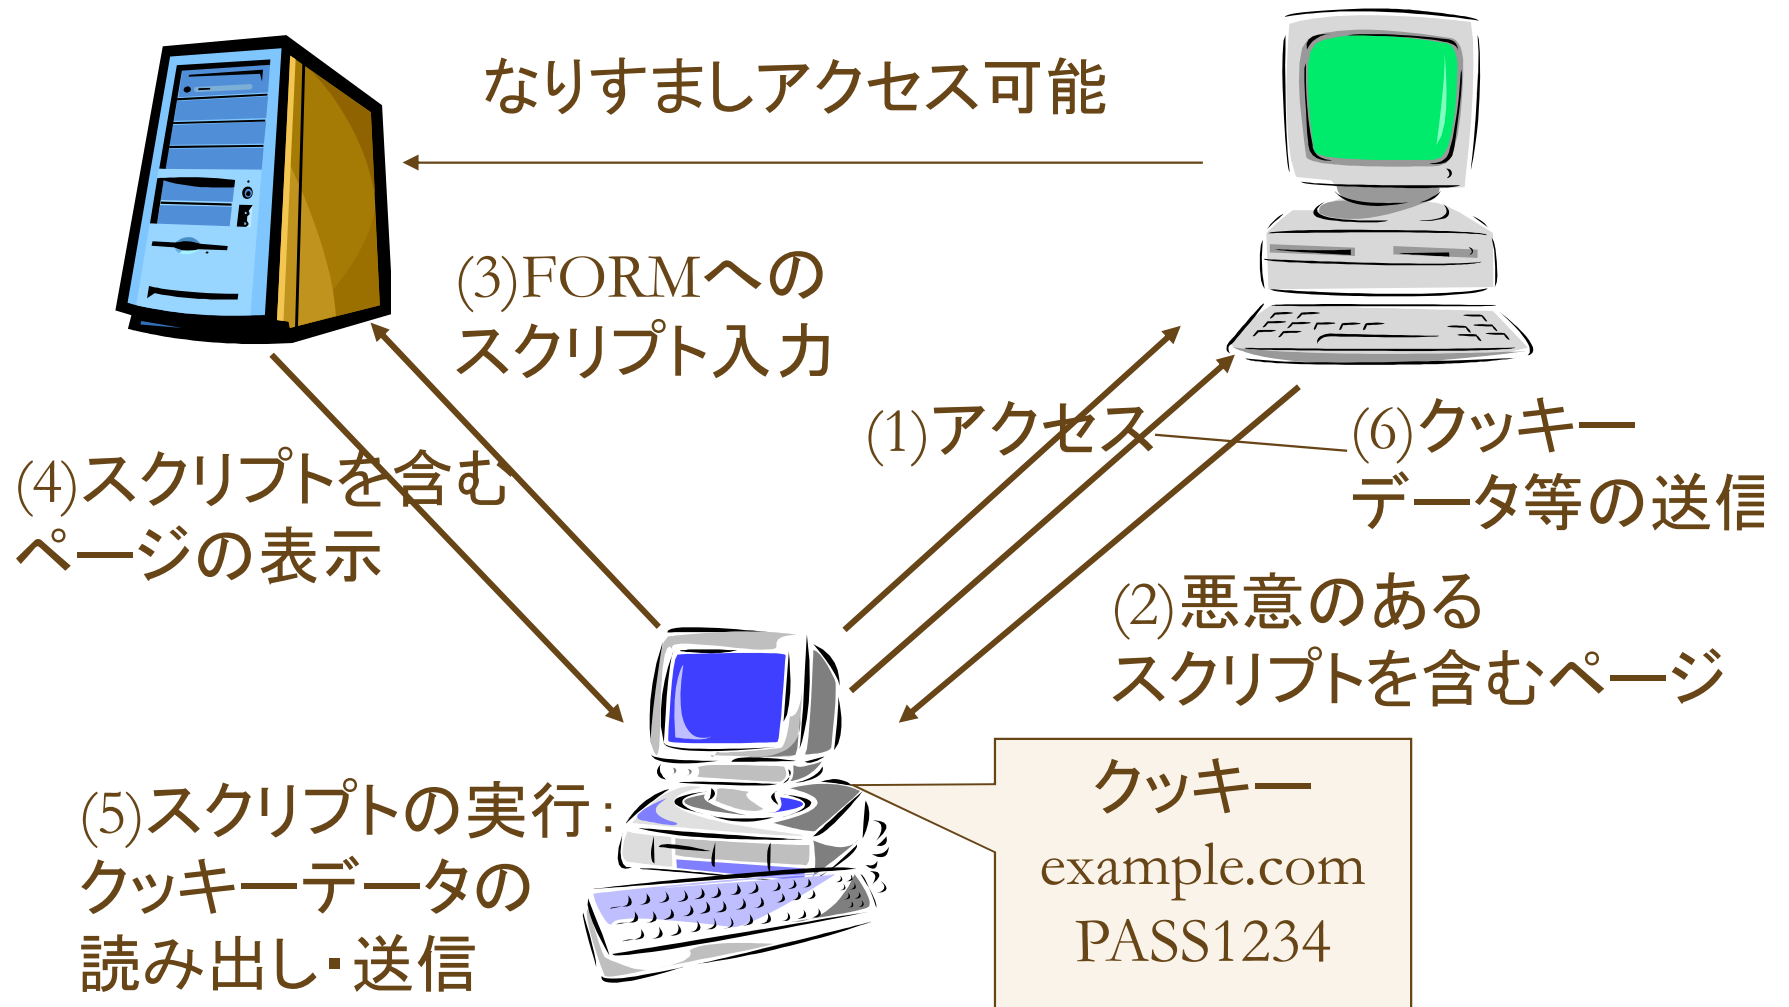 なりすましアクセス可能
(3)FORMへの
スクリプト入力
(1)アクセス
(6)クッキー
データ等の送信
(4)スクリプトを含む
ページの表示
(2)悪意のある
スクリプトを含むページ
(5)スクリプトの実行:
クッキーデータの
読み出し・送信
クッキー
example.com
PASS1234